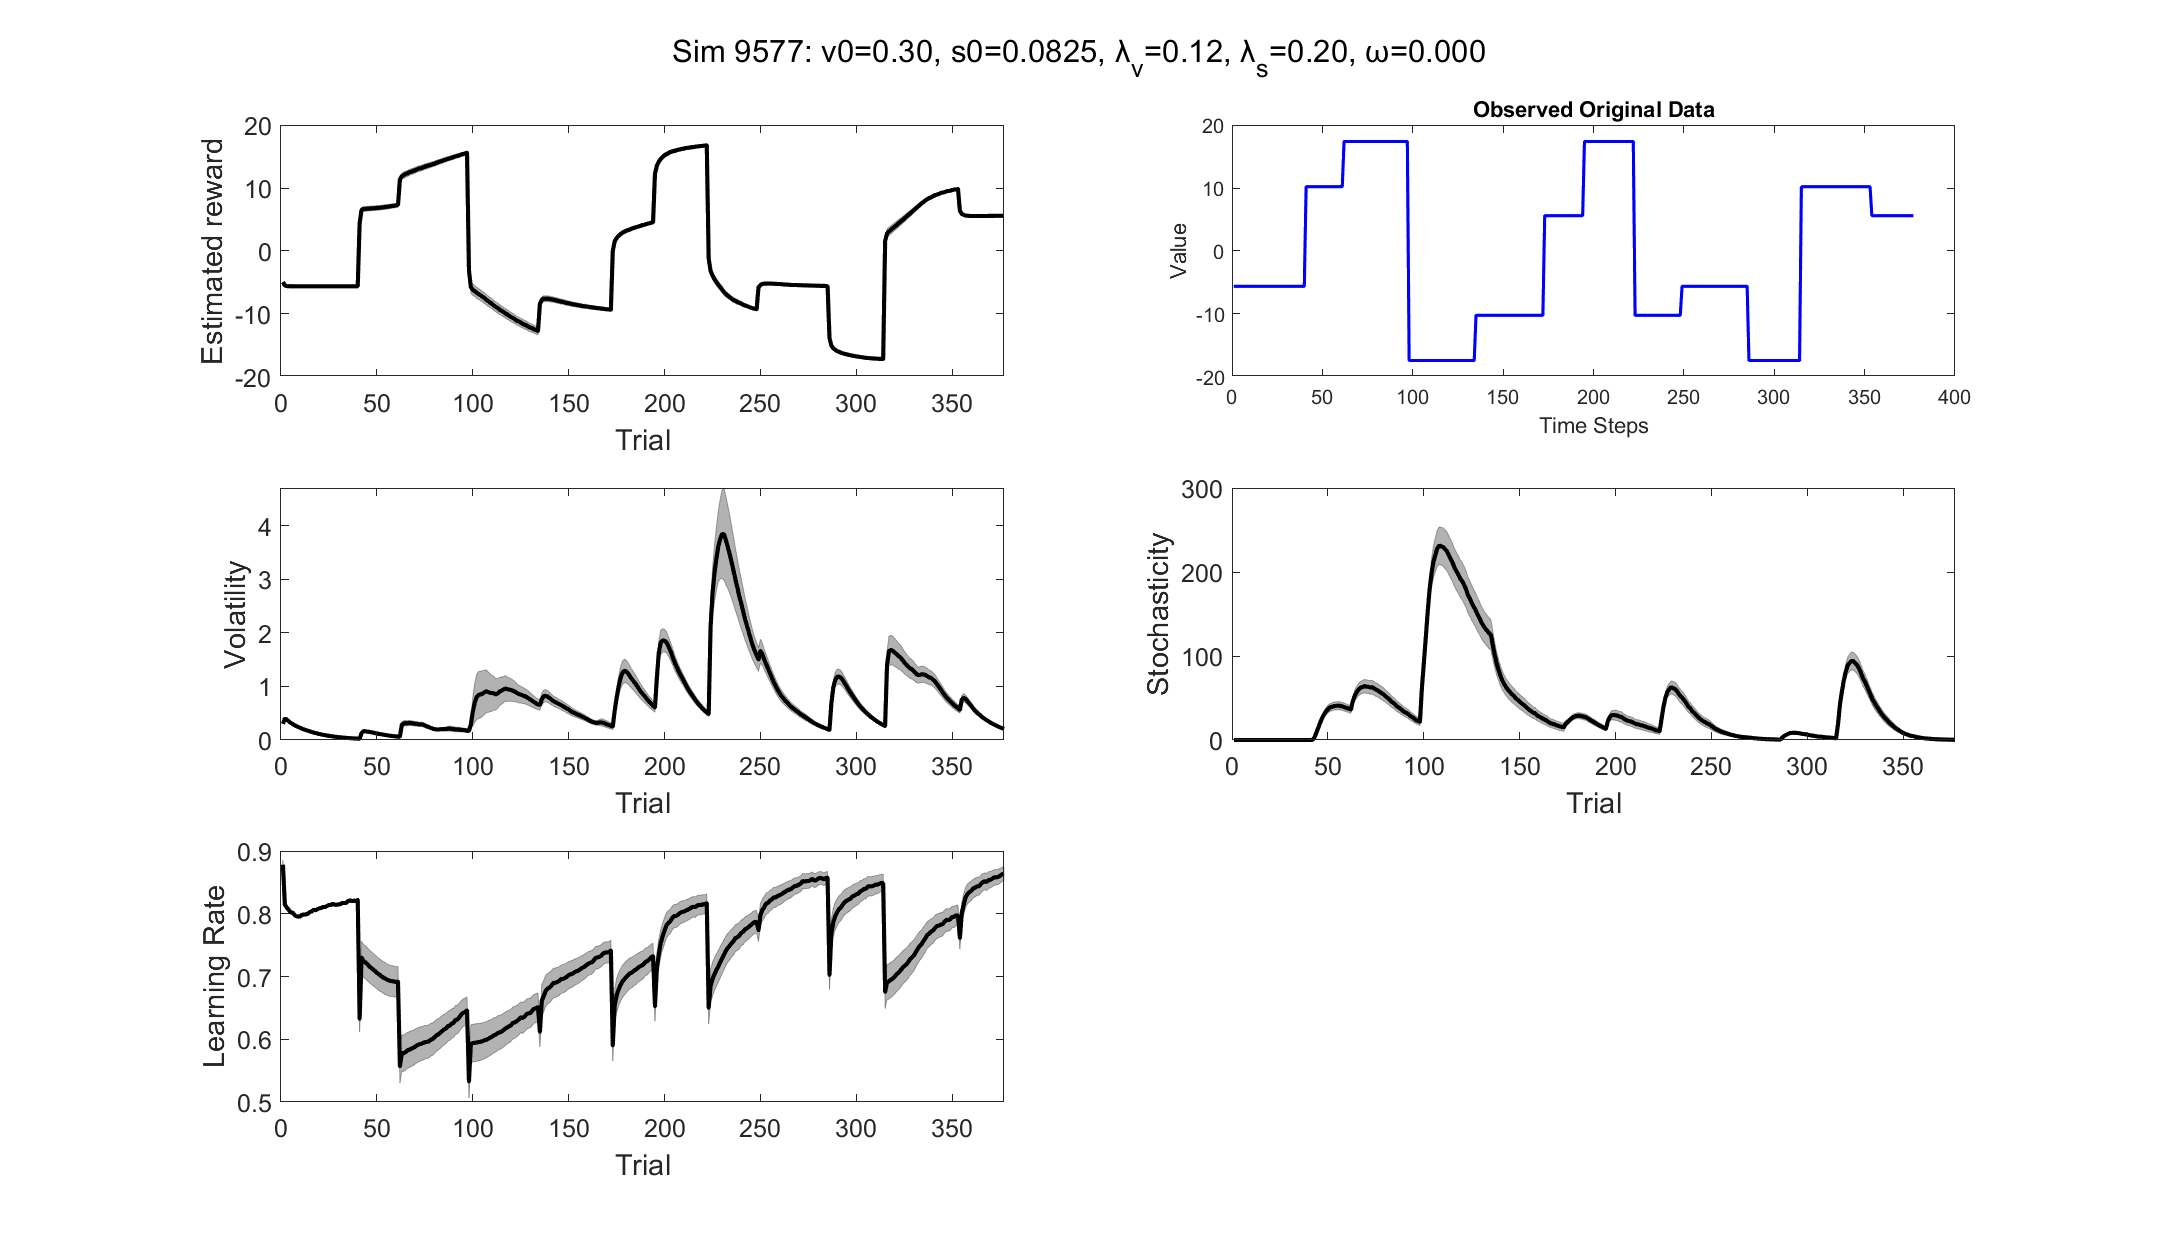 Sim 9577: v0=0.30, s0=0.0825, λ_v=0.12, λ_s=0.20, ω=0.000
Estimated reward
20
10
0
-10
-20
0 50 100 150 200 250 300 350
Trial
Observed Original Data
Value
20
10
0
-10
-20
0 50 100 150 200 250 300 350 400
Time Steps
Volatility
4
3
2
1
0
0 50 100 150 200 250 300 350
Trial
Stochasticity
300
200
100
0
0 50 100 150 200 250 300 350
Trial
Learning Rate
0.9
0.8
0.7
0.6
0.5
0 50 100 150 200 250 300 350
Trial